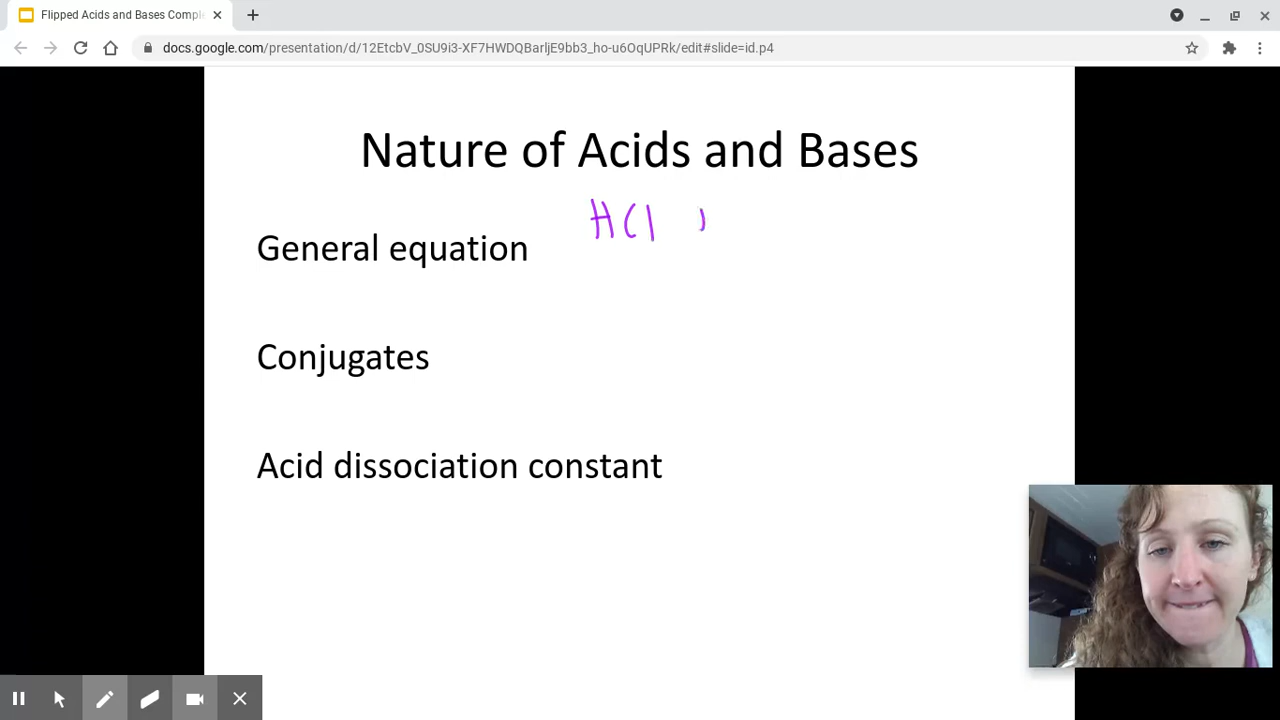 Flipped Acids and Bases Comple
docs.google.com/presentation/d/12EtcbV_0SU9i3-XF7HWDQBarljE9bb3_ho-u6OqUPRk/edit#slide=id.p4
Nature of Acids and Bases
HCl
General equation
Conjugates
Acid dissociation constant